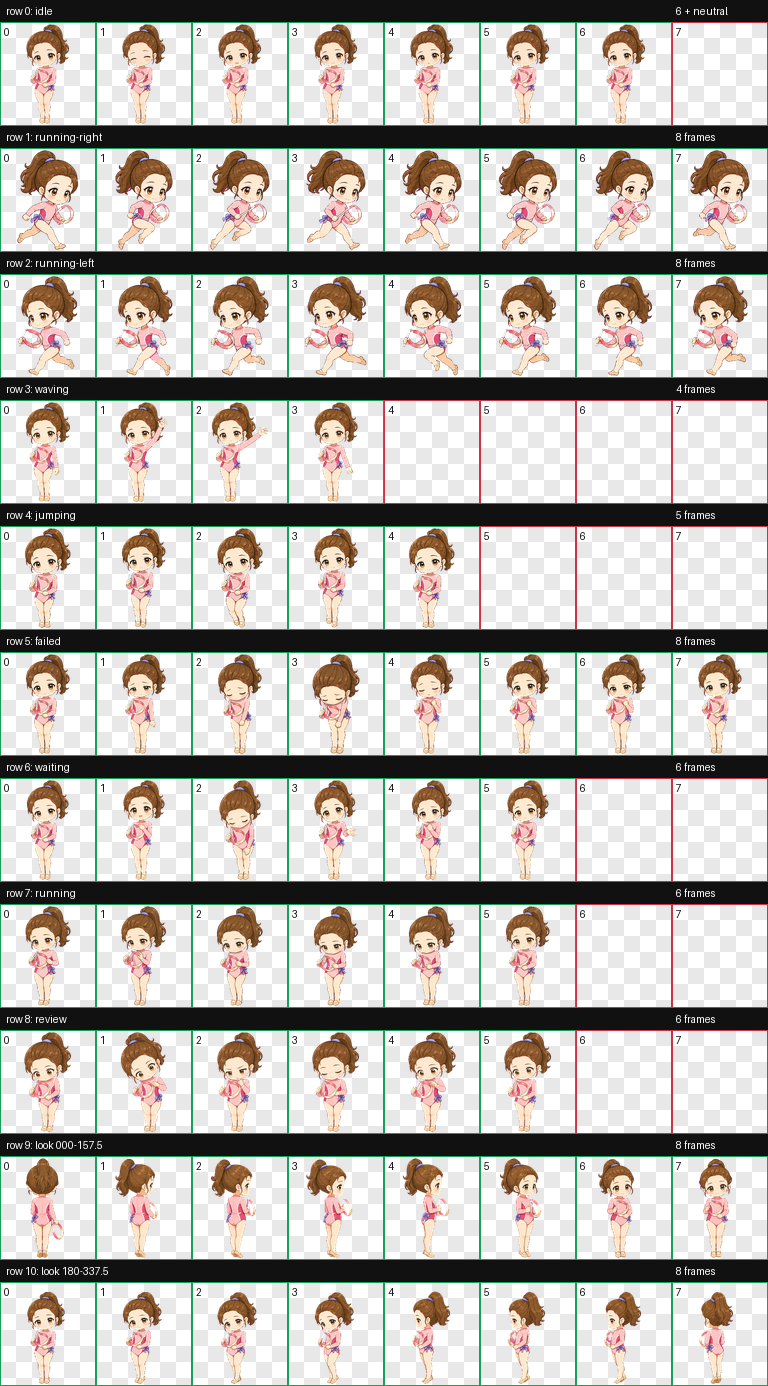 row 0: idle 6 + neutral
0 1 2 3 4 5 6 7
row 1: running-right 8 frames
0 1 2 3 4 5 6 7
row 2: running-left 8 frames
0 1 2 3 4 5 6 7
row 3: waving 4 frames
0 1 2 3 4 5 6 7
row 4: jumping 5 frames
0 1 2 3 4 5 6 7
row 5: failed 8 frames
0 1 2 3 4 5 6 7
row 6: waiting 6 frames
0 1 2 3 4 5 6 7
row 7: running 6 frames
0 1 2 3 4 5 6 7
row 8: review 6 frames
0 1 2 3 4 5 6 7
row 9: look 000-157.5 8 frames
0 1 2 3 4 5 6 7
row 10: look 180-337.5 8 frames
0 1 2 3 4 5 6 7